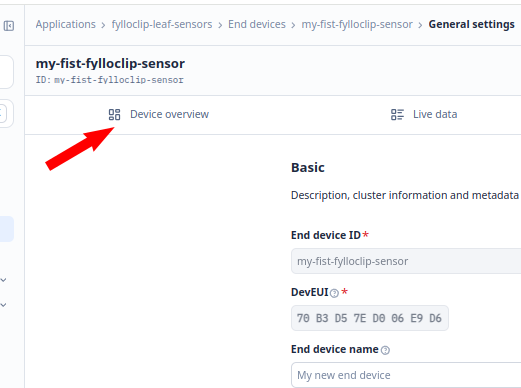 Applications > fylloclip-leaf-sensors > End devices > my-fist-fylloclip-sensor > General settings
my-fist-fylloclip-sensor
ID: my-fist-fylloclip-sensor
Device overview Live data
Basic
Description, cluster information and metadata
End device ID*
my-fist-fylloclip-sensor
DevEUI ? *
70 B3 D5 7E D0 06 E9 D6
End device name ?
My new end device